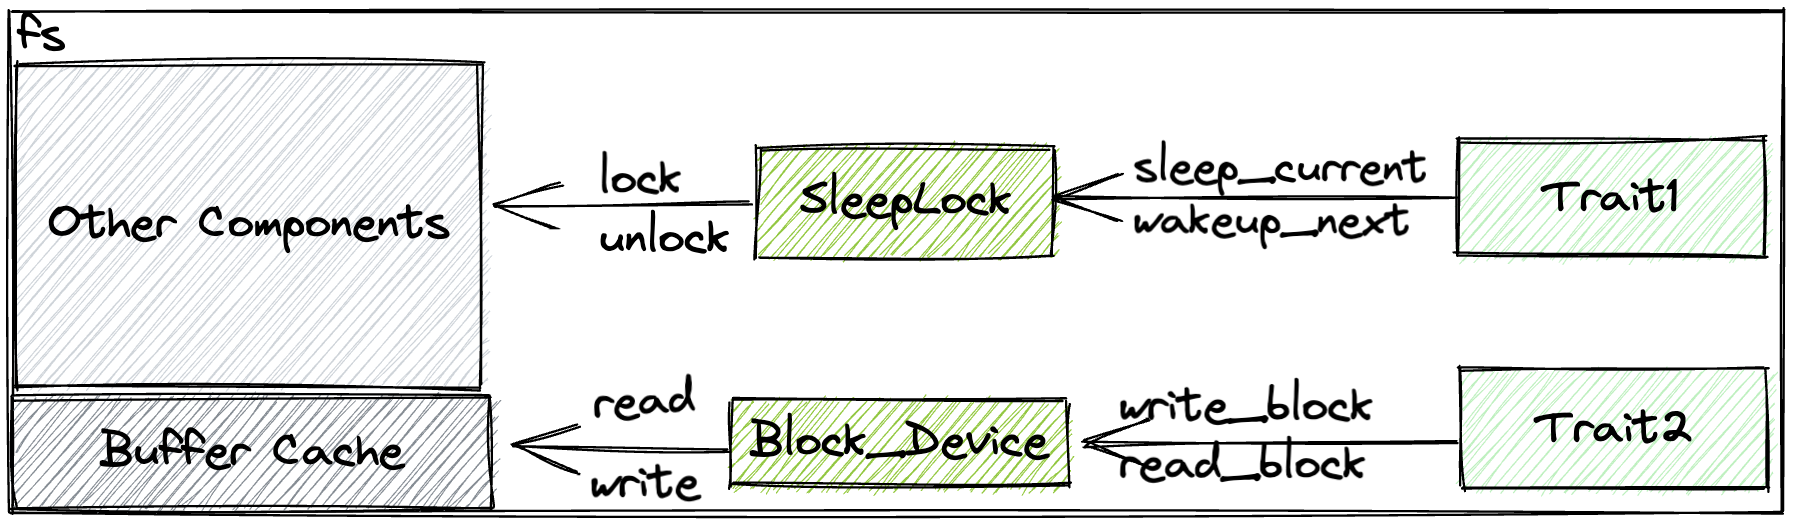 fs
Other Components
lock
unlock
SleepLock
sleep_current
wakeup_next
Trait1
Buffer Cache
read
write
Block_Device
write_block
read_block
Trait2